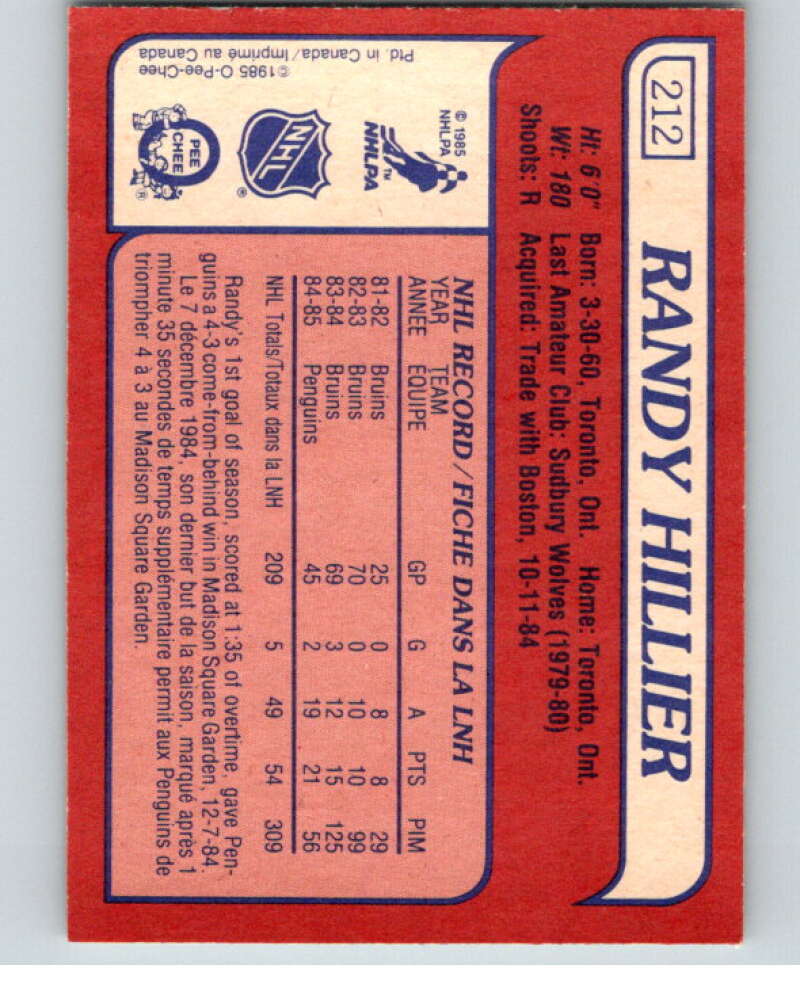 212
RANDY HILLIER
Ht: 6'0" Born: 3-30-60, Toronto, Ont. Home: Toronto, Ont.
Wt: 180 Last Amateur Club: Sudbury Wolves (1979-80)
Shoots: R Acquired: Trade with Boston, 10-11-84
© 1985
NHLPA
NHLPA
TM
NHL
®
O
PEE
CHEE
®
© 1985 O-Pee-Chee
Ptd. in Canada/Imprimé au Canada
NHL RECORD / FICHE DANS LA LNH
YEAR TEAM
ANNEE EQUIPE GP G A PTS PIM
81-82 Bruins 25 0 8 8 29
82-83 Bruins 70 0 10 10 99
83-84 Bruins 69 3 12 15 125
84-85 Penguins 45 2 19 21 56
NHL Totals/Totaux dans la LNH 209 5 49 54 309
Randy's 1st goal of season, scored at 1:35 of overtime, gave Pen-
guins a 4-3 come-from-behind win in Madison Square Garden, 12-7-84.
Le 7 décembre 1984, son dernier but de la saison, marqué après 1
minute 35 secondes de temps supplémentaire permit aux Penguins de
triompher 4 à 3 au Madison Square Garden.